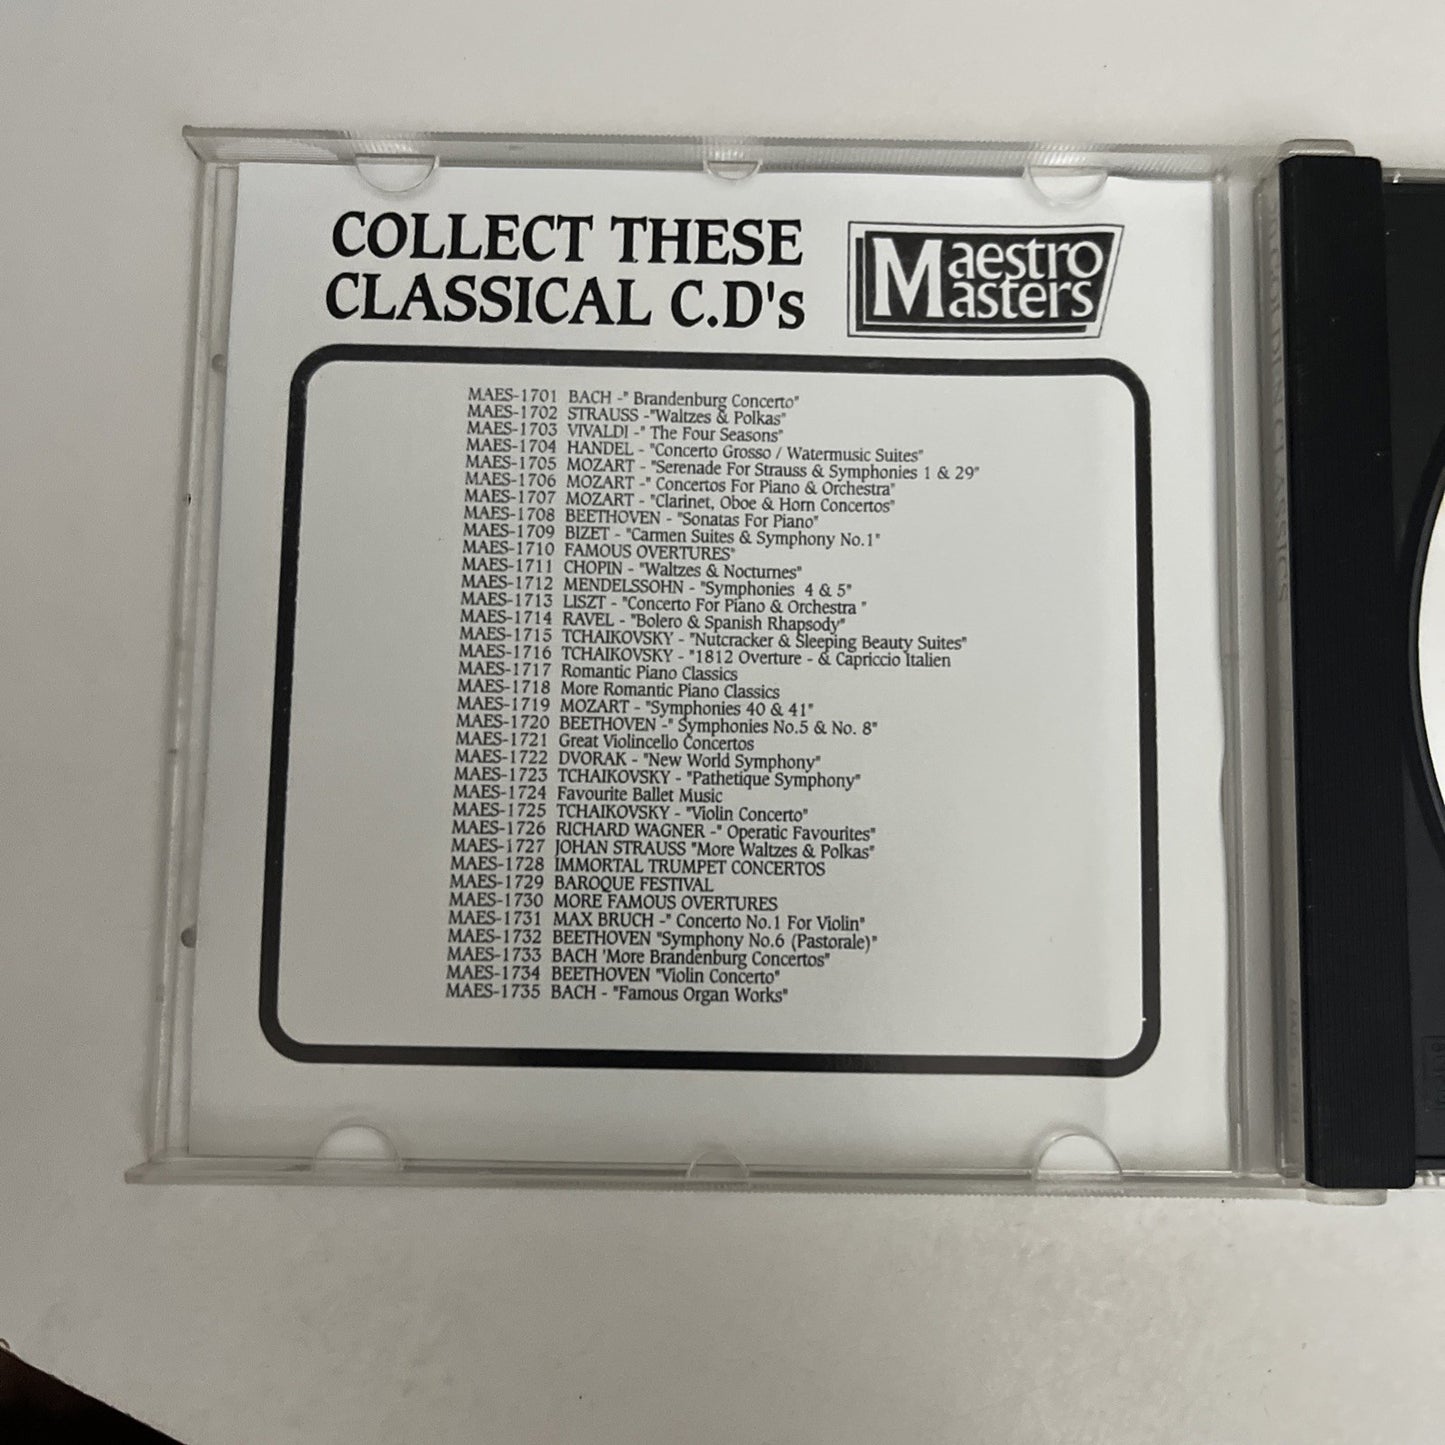 COLLECT THESE
CLASSICAL C.D's
Maestro
Masters
MAES-1701 BACH -" Brandenburg Concerto"
MAES-1702 STRAUSS -"Waltzes & Polkas"
MAES-1703 VIVALDI -" The Four Seasons"
MAES-1704 HANDEL - "Concerto Grosso / Watermusic Suites"
MAES-1705 MOZART - "Serenade For Strauss & Symphonies 1 & 29"
MAES-1706 MOZART -" Concertos For Piano & Orchestra"
MAES-1707 MOZART - "Clarinet, Oboe & Horn Concertos"
MAES-1708 BEETHOVEN - "Sonatas For Piano"
MAES-1709 BIZET - "Carmen Suites & Symphony No.1"
MAES-1710 FAMOUS OVERTURES"
MAES-1711 CHOPIN - "Waltzes & Nocturnes"
MAES-1712 MENDELSSOHN - "Symphonies 4 & 5"
MAES-1713 LISZT - "Concerto For Piano & Orchestra "
MAES-1714 RAVEL - "Bolero & Spanish Rhapsody"
MAES-1715 TCHAIKOVSKY - "Nutcracker & Sleeping Beauty Suites"
MAES-1716 TCHAIKOVSKY - "1812 Overture - & Capriccio Italien
MAES-1717 Romantic Piano Classics
MAES-1718 More Romantic Piano Classics
MAES-1719 MOZART - "Symphonies 40 & 41"
MAES-1720 BEETHOVEN -" Symphonies No.5 & No. 8"
MAES-1721 Great Violincello Concertos
MAES-1722 DVORAK - "New World Symphony"
MAES-1723 TCHAIKOVSKY - "Pathetique Symphony"
MAES-1724 Favourite Ballet Music
MAES-1725 TCHAIKOVSKY - "Violin Concerto"
MAES-1726 RICHARD WAGNER -" Operatic Favourites"
MAES-1727 JOHAN STRAUSS "More Waltzes & Polkas"
MAES-1728 IMMORTAL TRUMPET CONCERTOS
MAES-1729 BAROQUE FESTIVAL
MAES-1730 MORE FAMOUS OVERTURES
MAES-1731 MAX BRUCH -" Concerto No.1 For Violin"
MAES-1732 BEETHOVEN "Symphony No.6 (Pastorale)"
MAES-1733 BACH 'More Brandenburg Concertos"
MAES-1734 BEETHOVEN "Violin Concerto"
MAES-1735 BACH - "Famous Organ Works"
CLASSICS